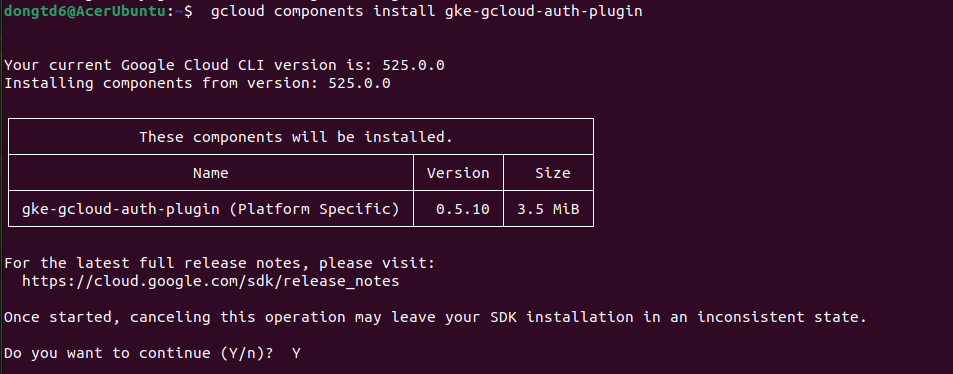 dongtd6@AcerUbuntu:~$ gcloud components install gke-gcloud-auth-plugin
Your current Google Cloud CLI version is: 525.0.0
Installing components from version: 525.0.0
These components will be installed.
Name Version Size
gke-gcloud-auth-plugin (Platform Specific) 0.5.10 3.5 MiB
For the latest full release notes, please visit:
https://cloud.google.com/sdk/release_notes
Once started, canceling this operation may leave your SDK installation in an inconsistent state.
Do you want to continue (Y/n)? Y